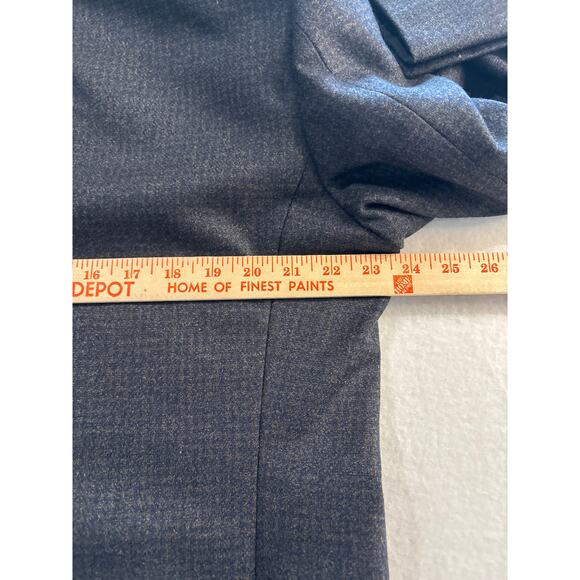 16 17 18 19 20 21 22 23 24 25 26
DEPOT HOME OF FINEST PAINTS